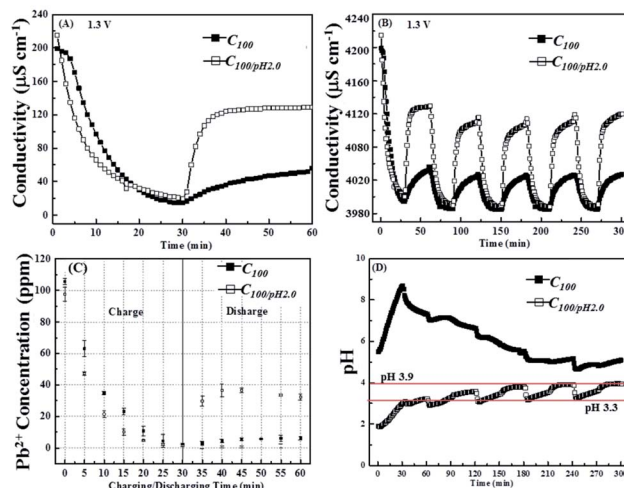 (A) 1.3 V
C100
C100/pH2.0
Conductivity (µS cm⁻¹)
240
200
160
120
80
40
0
0 10 20 30 40 50 60
Time (min)
(B) 1.3 V
C100
C100/pH2.0
Conductivity (µS cm⁻¹)
4240
4200
4160
4120
4080
4040
4020
3980
0 50 100 150 200 250 300
Time (min)
(C)
C100
C100/pH2.0
Charge
Disharge
Pb²⁺ Concentration (ppm)
120
100
80
60
40
20
0
0 5 10 15 20 25 30 35 40 45 50 55 60
Charging/Discharging Time (min)
(D)
C100
C100/pH2.0
pH 3.9
pH 3.3
pH
10
8
6
4
2
0
0 30 60 90 120 150 180 210 240 270 300
Time (min)